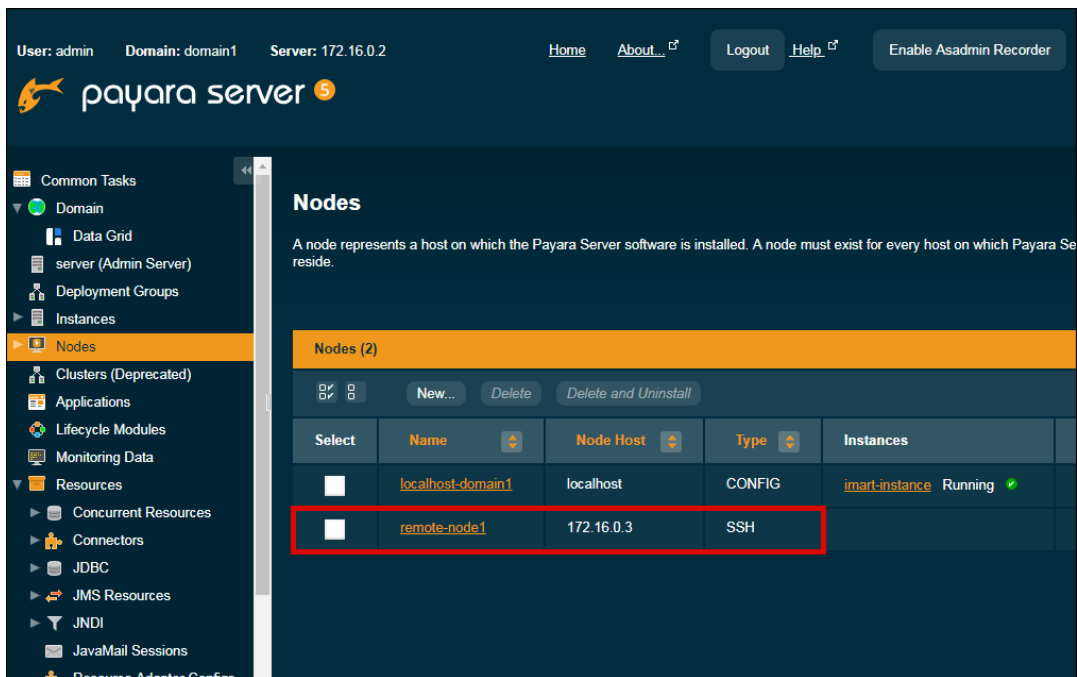 User: admin Domain: domain1 Server: 172.16.0.2 Home About... Logout Help Enable Asadmin Recorder
payara server 5
Common Tasks
Domain
Data Grid
server (Admin Server)
Deployment Groups
Instances
Nodes
Clusters (Deprecated)
Applications
Lifecycle Modules
Monitoring Data
Resources
Concurrent Resources
Connectors
JDBC
JMS Resources
JNDI
JavaMail Sessions
Resource Adapter Configs
Nodes
A node represents a host on which the Payara Server software is installed. A node must exist for every host on which Payara Se
reside.
Nodes (2)
New... Delete Delete and Uninstall
Select Name Node Host Type Instances
localhost-domain1 localhost CONFIG imart-instance Running
remote-node1 172.16.0.3 SSH